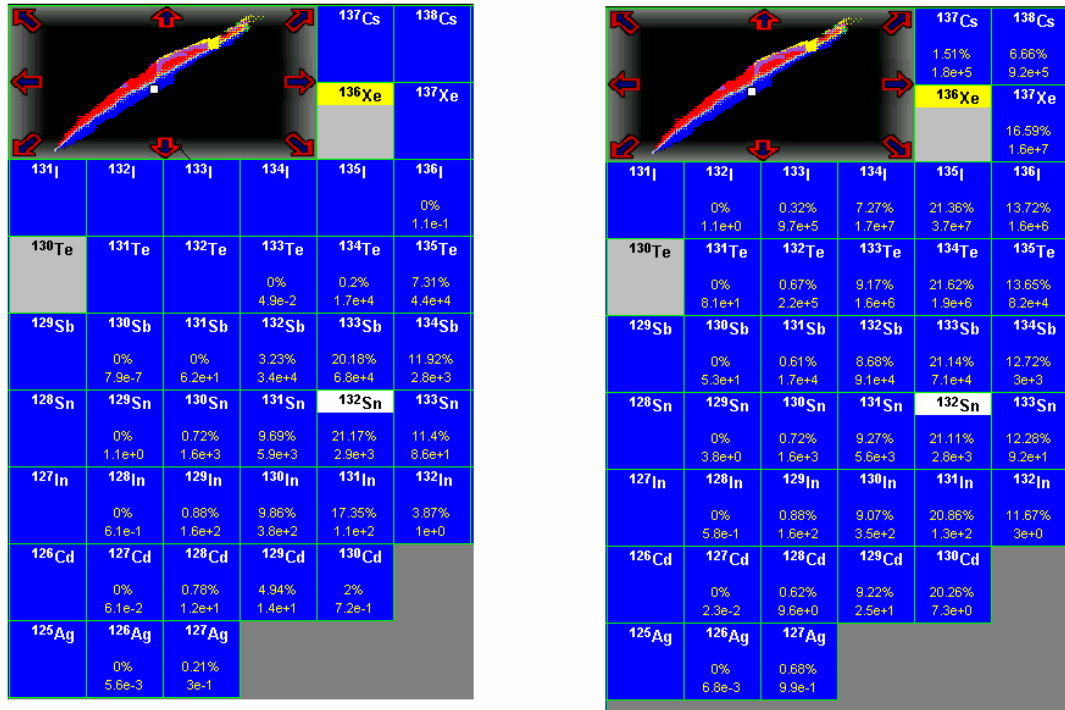 137Cs 138Cs
136Xe 137Xe
131I 132I 133I 134I 135I 136I
0%
1.1e-1
130Te 131Te 132Te 133Te 134Te 135Te
0% 0.2% 7.31%
4.9e-2 1.7e+4 4.4e+4
129Sb 130Sb 131Sb 132Sb 133Sb 134Sb
0% 0% 3.23% 20.18% 11.92%
7.9e-7 6.2e+1 3.4e+4 6.8e+4 2.8e+3
128Sn 129Sn 130Sn 131Sn 132Sn 133Sn
0% 0.72% 9.69% 21.17% 11.4%
1.1e+0 1.6e+3 5.9e+3 2.9e+3 8.6e+1
127In 128In 129In 130In 131In 132In
0% 0.88% 9.86% 17.35% 3.87%
6.1e-1 1.6e+2 3.8e+2 1.1e+2 1e+0
126Cd 127Cd 128Cd 129Cd 130Cd
0% 0.78% 4.94% 2%
6.1e-2 1.2e+1 1.4e+1 7.2e-1
125Ag 126Ag 127Ag
0% 0.21%
5.6e-3 3e-1
137Cs 138Cs
1.51% 6.66%
1.8e+5 9.2e+5
136Xe 137Xe
16.59%
1.6e+7
131I 132I 133I 134I 135I 136I
0% 0.32% 7.27% 21.36% 13.72%
1.1e+0 9.7e+5 1.7e+7 3.7e+7 1.6e+6
130Te 131Te 132Te 133Te 134Te 135Te
0% 0.67% 9.17% 21.62% 13.65%
8.1e+1 2.2e+5 1.6e+6 1.9e+6 8.2e+4
129Sb 130Sb 131Sb 132Sb 133Sb 134Sb
0% 0.61% 8.68% 21.14% 12.72%
5.3e+1 1.7e+4 9.1e+4 7.1e+4 3e+3
128Sn 129Sn 130Sn 131Sn 132Sn 133Sn
0% 0.72% 9.27% 21.11% 12.28%
3.8e+0 1.6e+3 5.6e+3 2.8e+3 9.2e+1
127In 128In 129In 130In 131In 132In
0% 0.88% 9.07% 20.86% 11.67%
5.8e-1 1.6e+2 3.5e+2 1.3e+2 3e+0
126Cd 127Cd 128Cd 129Cd 130Cd
0% 0.62% 9.22% 20.26%
2.3e-2 9.6e+0 2.5e+1 7.3e+0
125Ag 126Ag 127Ag
0% 0.68%
6.8e-3 9.9e-1